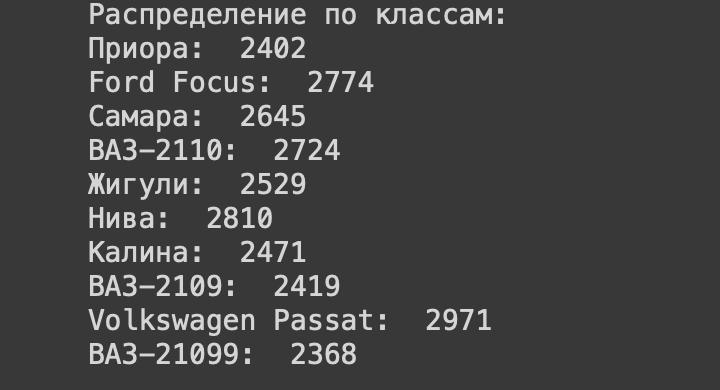 Распределение по классам:
Приора:  2402
Ford Focus:  2774
Самара:  2645
ВАЗ-2110:  2724
Жигули:  2529
Нива:  2810
Калина:  2471
ВАЗ-2109:  2419
Volkswagen Passat:  2971
ВАЗ-21099:  2368